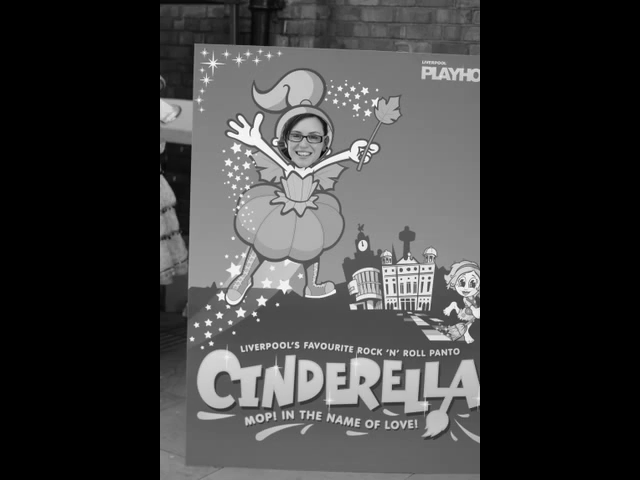 LIVERPOOL
PLAYHO
LIVERPOOL'S FAVOURITE ROCK 'N' ROLL PANTO
CINDERELLA
MOP! IN THE NAME OF LOVE!